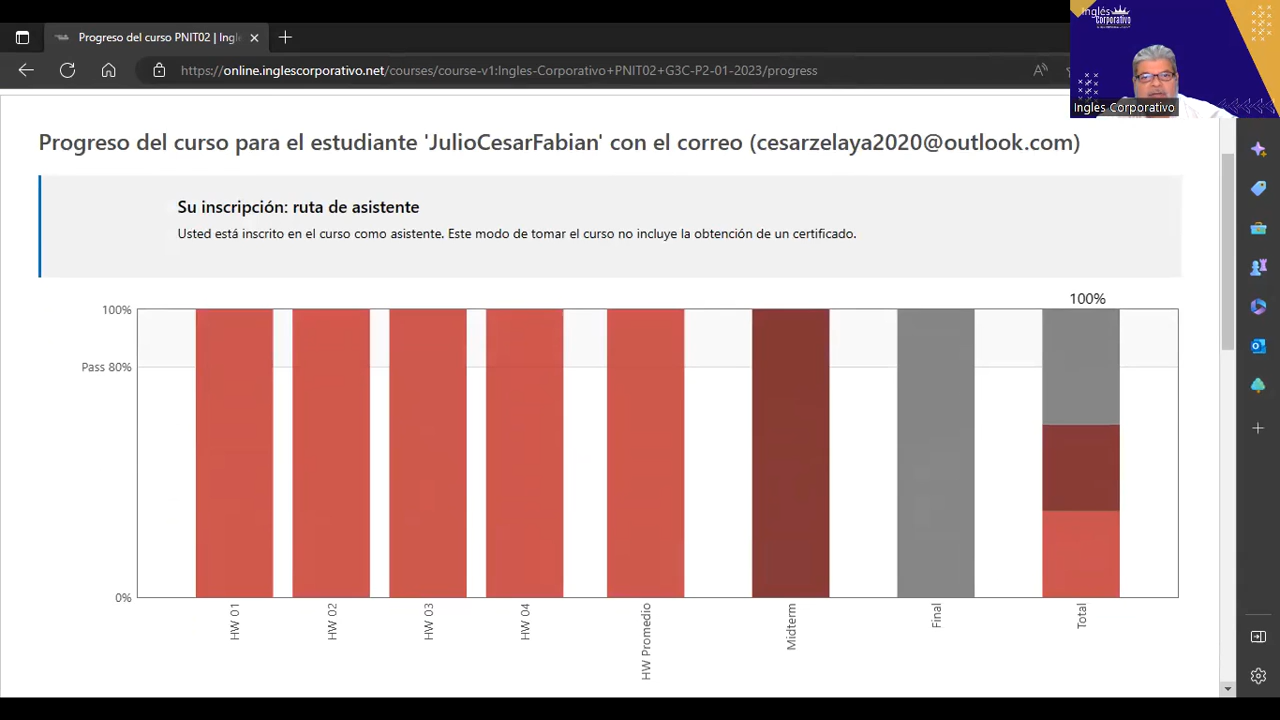 Progreso del curso PNIT02 | Inglé
https://online.inglescorporativo.net/courses/course-v1:Ingles-Corporativo+PNIT02+G3C-P2-01-2023/progress
Inglés
Corporativo
Ingles Corporativo
Progreso del curso para el estudiante 'JulioCesarFabian' con el correo (cesarzelaya2020@outlook.com)
Su inscripción: ruta de asistente
Usted está inscrito en el curso como asistente. Este modo de tomar el curso no incluye la obtención de un certificado.
100%
100%
Pass 80%
0%
HW 01
HW 02
HW 03
HW 04
HW Promedio
Midterm
Final
Total